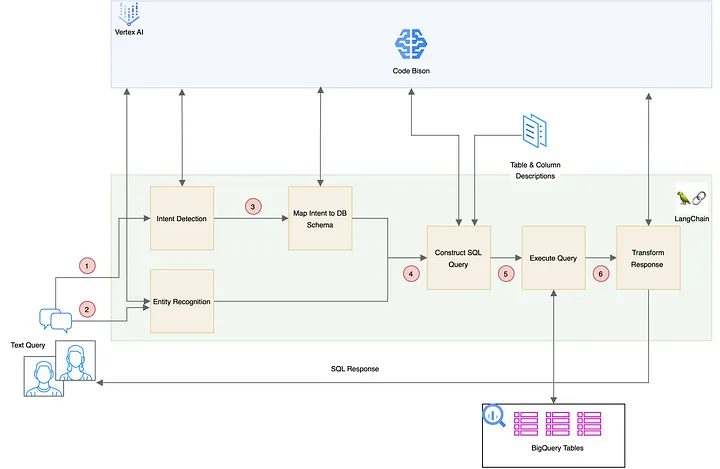 Vertex AI
Code Bison
Table & Column
Descriptions
LangChain
Intent Detection
3
Map Intent to DB
Schema
1
Construct SQL
Query
Execute Query
Transform
Response
4
5
6
2
Entity Recognition
Text Query
SQL Response
BigQuery Tables